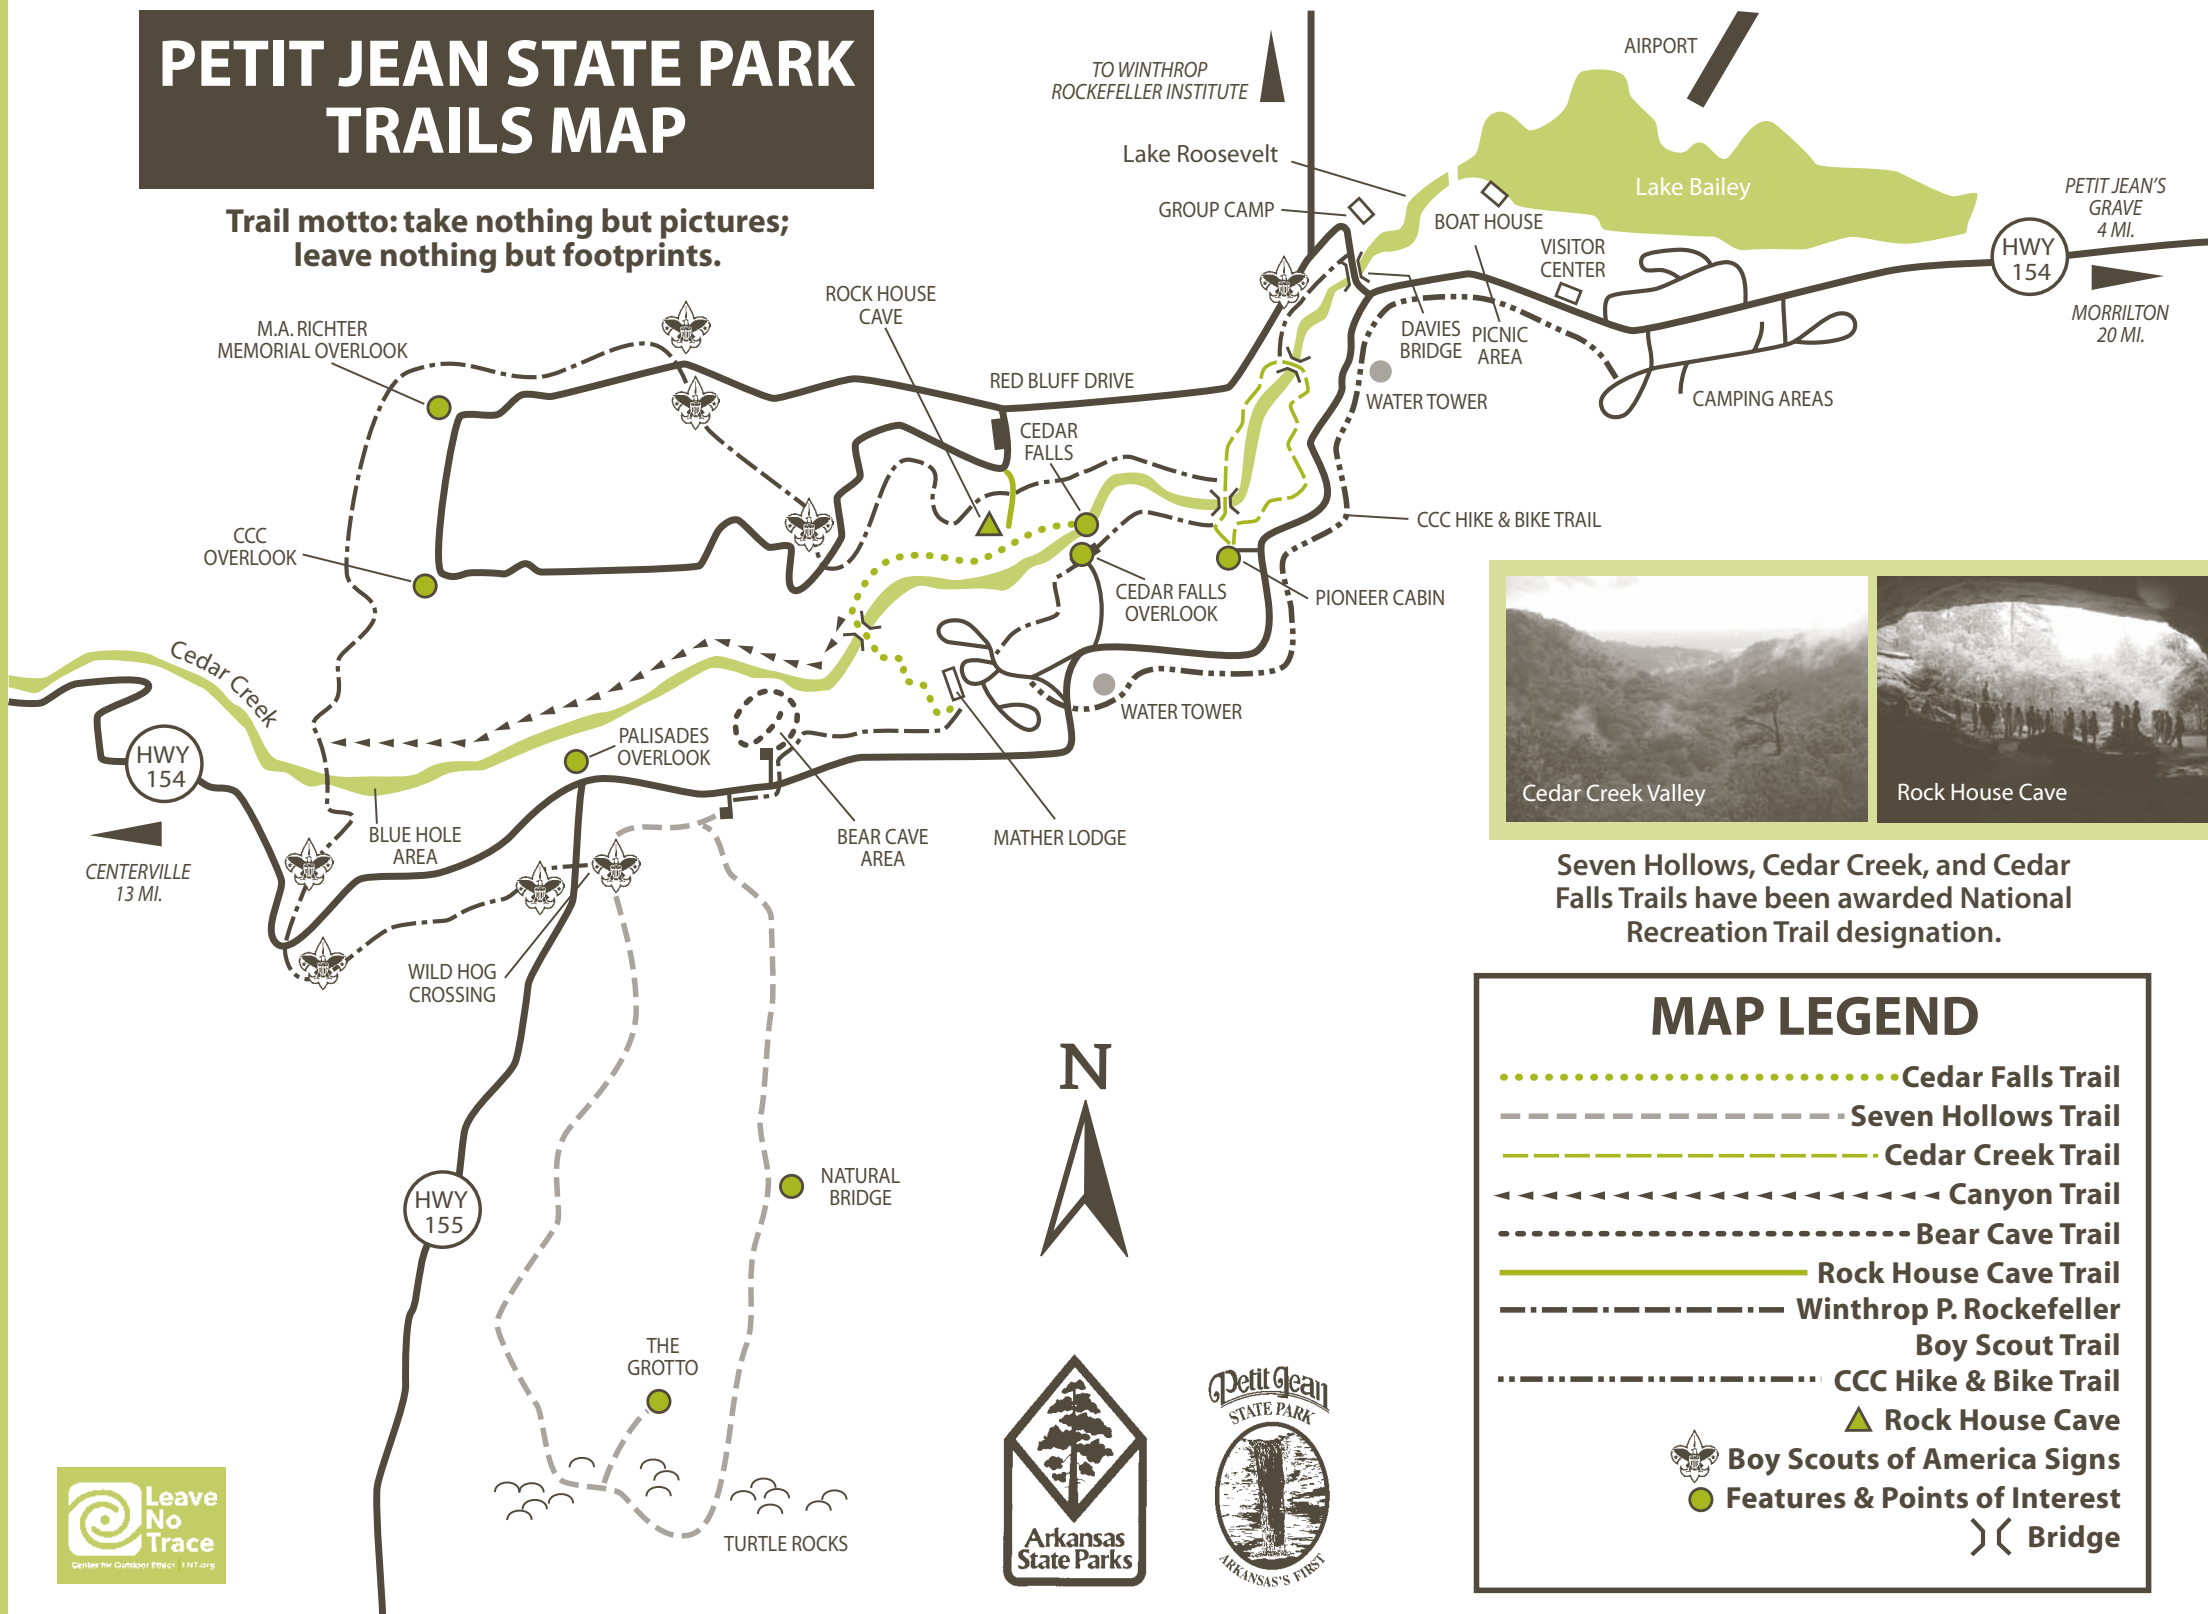 PETIT JEAN STATE PARK
TRAILS MAP
Trail motto: take nothing but pictures;
leave nothing but footprints.
TO WINTHROP
ROCKEFELLER INSTITUTE
AIRPORT
Lake Roosevelt
GROUP CAMP
Lake Bailey
BOAT HOUSE
VISITOR
CENTER
PETIT JEAN'S
GRAVE
4 MI.
HWY
154
MORRILTON
20 MI.
DAVIES
BRIDGE
PICNIC
AREA
WATER TOWER
CAMPING AREAS
ROCK HOUSE
CAVE
M.A. RICHTER
MEMORIAL OVERLOOK
RED BLUFF DRIVE
CEDAR
FALLS
CCC
OVERLOOK
CCC HIKE & BIKE TRAIL
CEDAR FALLS
OVERLOOK
PIONEER CABIN
Cedar Creek
WATER TOWER
PALISADES
OVERLOOK
HWY
154
CENTERVILLE
13 MI.
BLUE HOLE
AREA
BEAR CAVE
AREA
MATHER LODGE
WILD HOG
CROSSING
Cedar Creek Valley
Rock House Cave
Seven Hollows, Cedar Creek, and Cedar
Falls Trails have been awarded National
Recreation Trail designation.
N
NATURAL
BRIDGE
HWY
155
THE
GROTTO
TURTLE ROCKS
MAP LEGEND
Cedar Falls Trail
Seven Hollows Trail
Cedar Creek Trail
Canyon Trail
Bear Cave Trail
Rock House Cave Trail
Winthrop P. Rockefeller
Boy Scout Trail
CCC Hike & Bike Trail
Rock House Cave
Boy Scouts of America Signs
Features & Points of Interest
Bridge
Leave
No
Trace
Center for Outdoor Ethics | LNT.org
Arkansas
State Parks
Petit Jean
STATE PARK
ARKANSAS'S FIRST